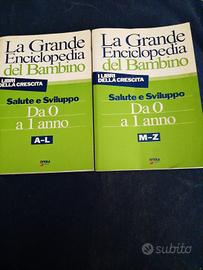 La Grande
Enciclopedia
del Bambino
I LIBRI
DELLA CRESCITA
Salute e Sviluppo
Da 0
a 1 anno
A-L
La Grande
Enciclopedia
del Bambino
I LIBRI
DELLA CRESCITA
Salute e Sviluppo
Da 0
a 1 anno
M-Z
subito